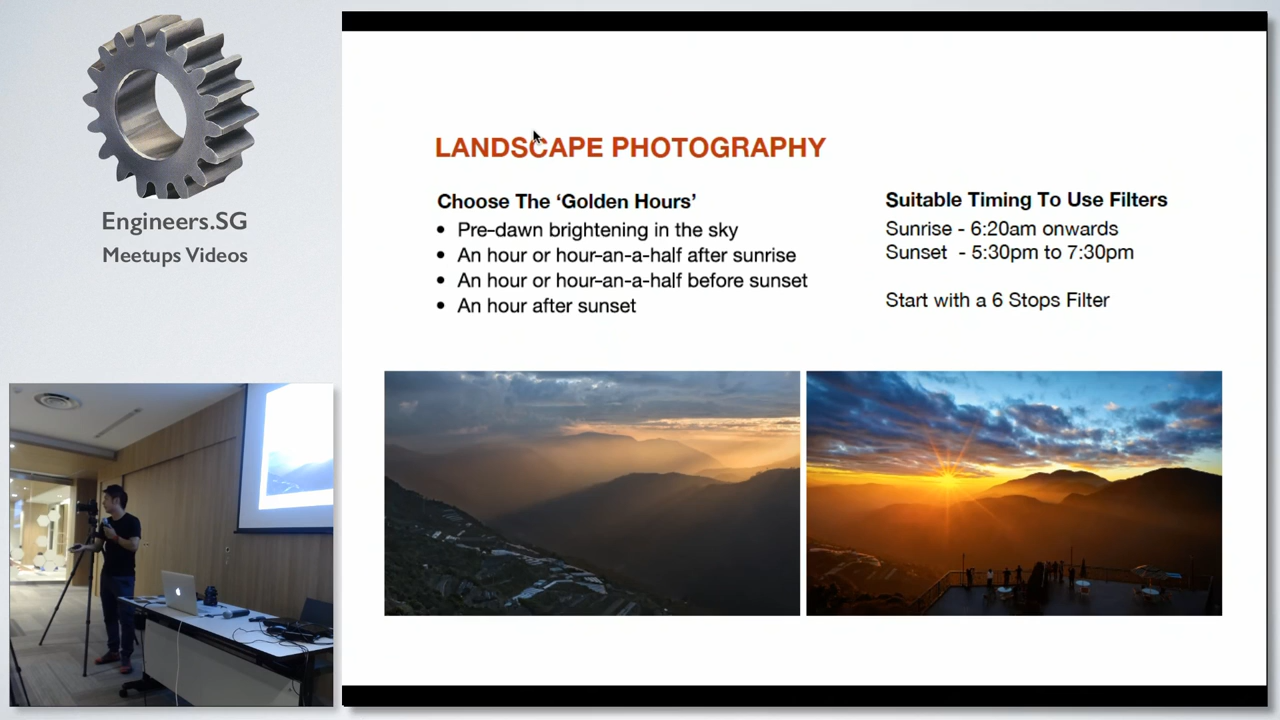 Engineers.SG
Meetups Videos
LANDSCAPE PHOTOGRAPHY
Choose The ‘Golden Hours’
• Pre-dawn brightening in the sky
• An hour or hour-an-a-half after sunrise
• An hour or hour-an-a-half before sunset
• An hour after sunset
Suitable Timing To Use Filters
Sunrise - 6:20am onwards
Sunset - 5:30pm to 7:30pm
Start with a 6 Stops Filter